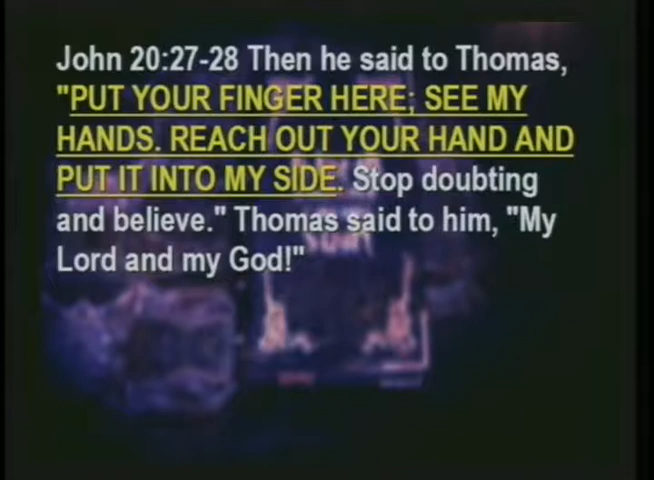 John 20:27-28 Then he said to Thomas,
"PUT YOUR FINGER HERE; SEE MY
HANDS. REACH OUT YOUR HAND AND
PUT IT INTO MY SIDE. Stop doubting
and believe." Thomas said to him, "My
Lord and my God!"